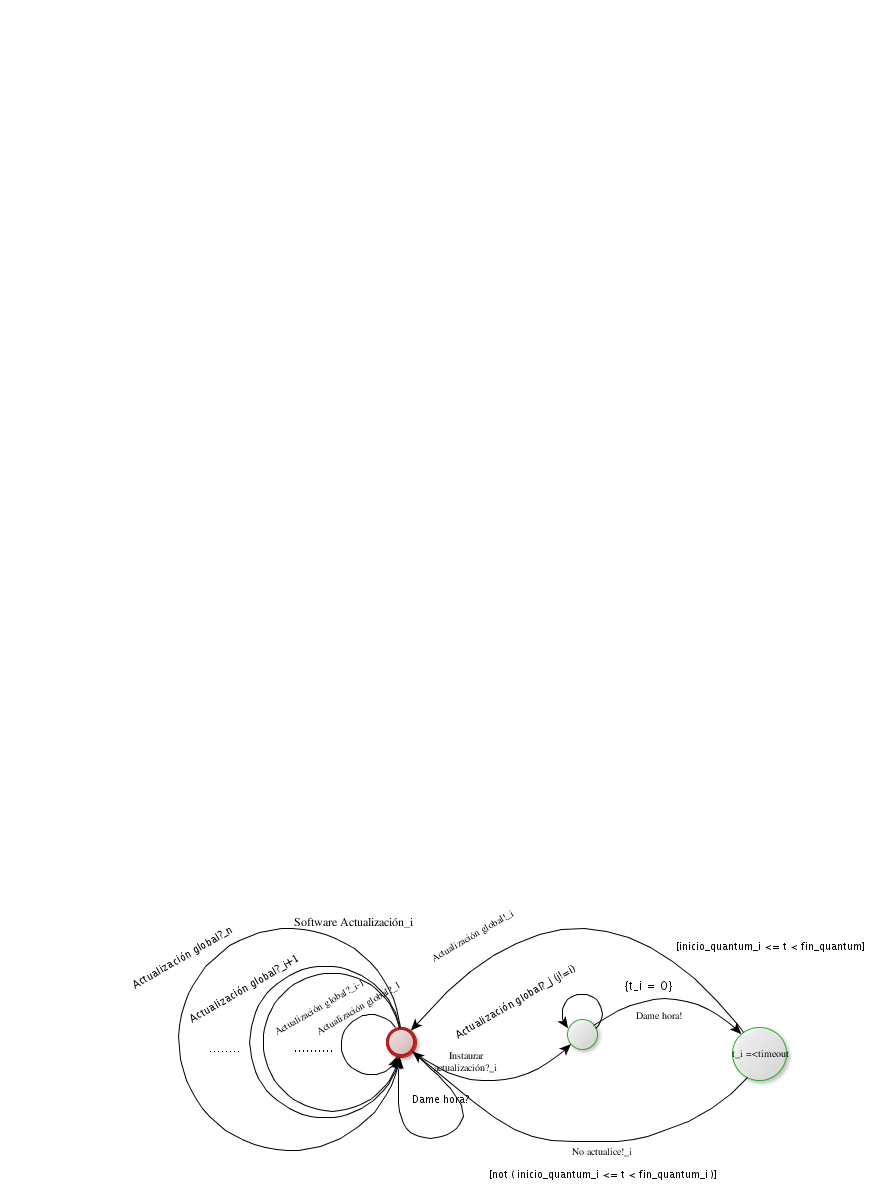 Software Actualización_i
Actualización global!_i
Actualización global?_n
[inicio_quantum_i <= t < fin_quantum]
Actualización global?_i+1
Actualización global?_j (j!=i)
{t_i = 0}
Actualización global?_i-1
Actualización global?_1
Dame hora!
........
..........
Instaurar
actualización?_i
t_i =<timeout
Dame hora?
No actualice!_i
[not ( inicio_quantum_i <= t < fin_quantum_i )]